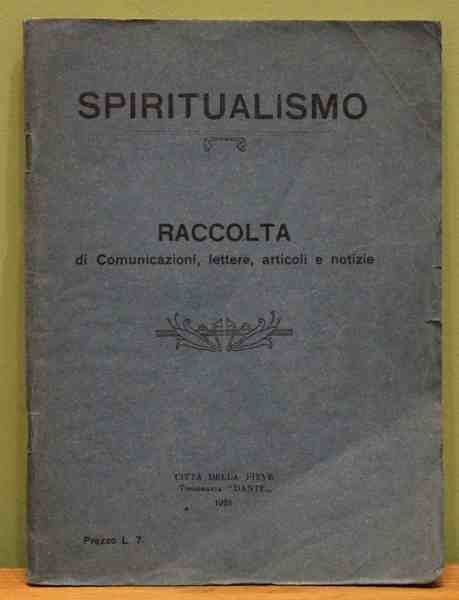 SPIRITUALISMO
RACCOLTA
di Comunicazioni, lettere, articoli e notizie
CITTÀ DELLA PIEVE
Tipografia "DANTE„
Prezzo L. 7